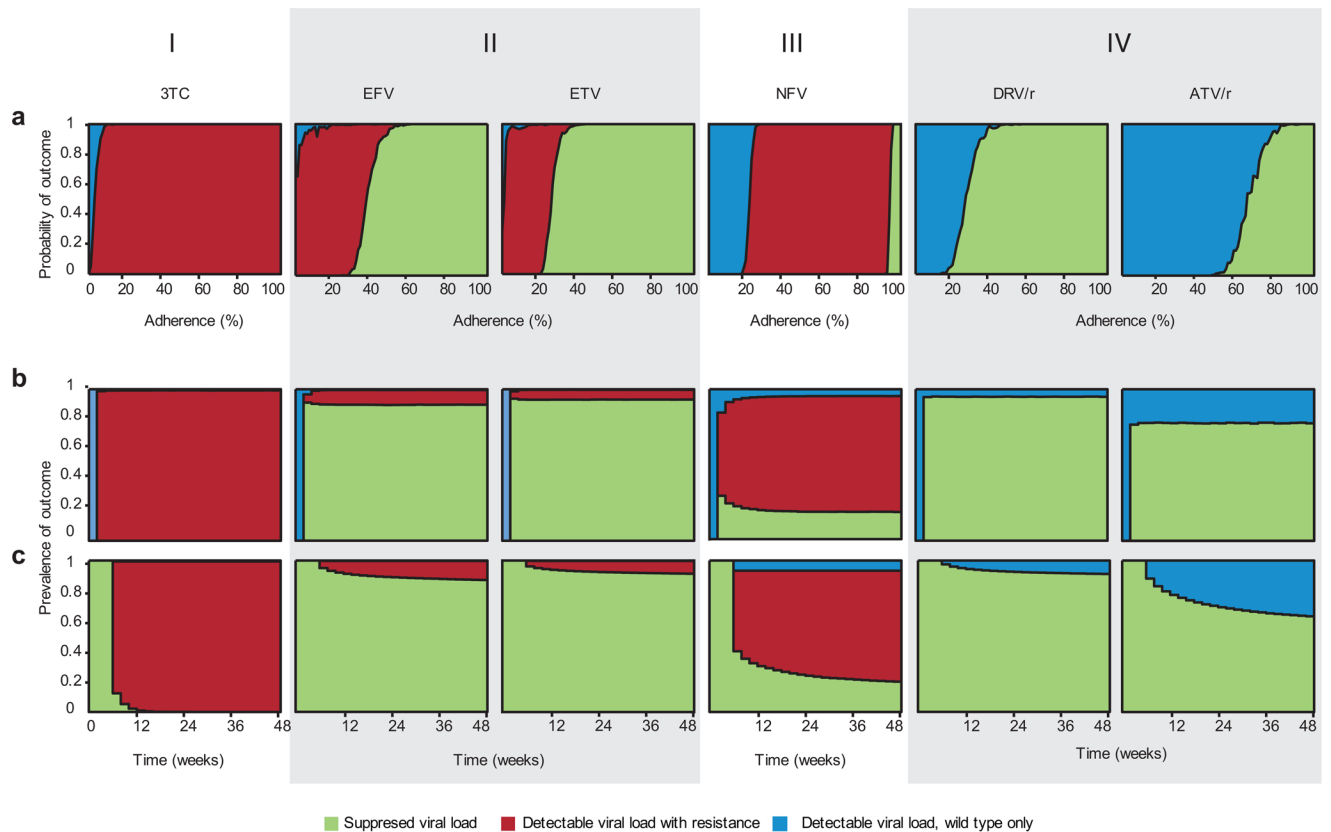 I II III IV
3TC EFV ETV NFV DRV/r ATV/r
a
Probability of outcome
1
0.8
0.6
0.4
0.2
0
0 20 40 60 80 100 20 40 60 80 100 20 40 60 80 100 20 40 60 80 100 20 40 60 80 100 20 40 60 80 100
Adherence (%) Adherence (%) Adherence (%) Adherence (%)
b
Prevalence of outcome
1
0.8
0.6
0.4
0.2
0
c
1
0.8
0.6
0.4
0.2
0
0 12 24 36 48 12 24 36 48 12 24 36 48 12 24 36 48 12 24 36 48 12 24 36 48
Time (weeks) Time (weeks) Time (weeks) Time (weeks)
Suppresed viral load Detectable viral load with resistance Detectable viral load, wild type only